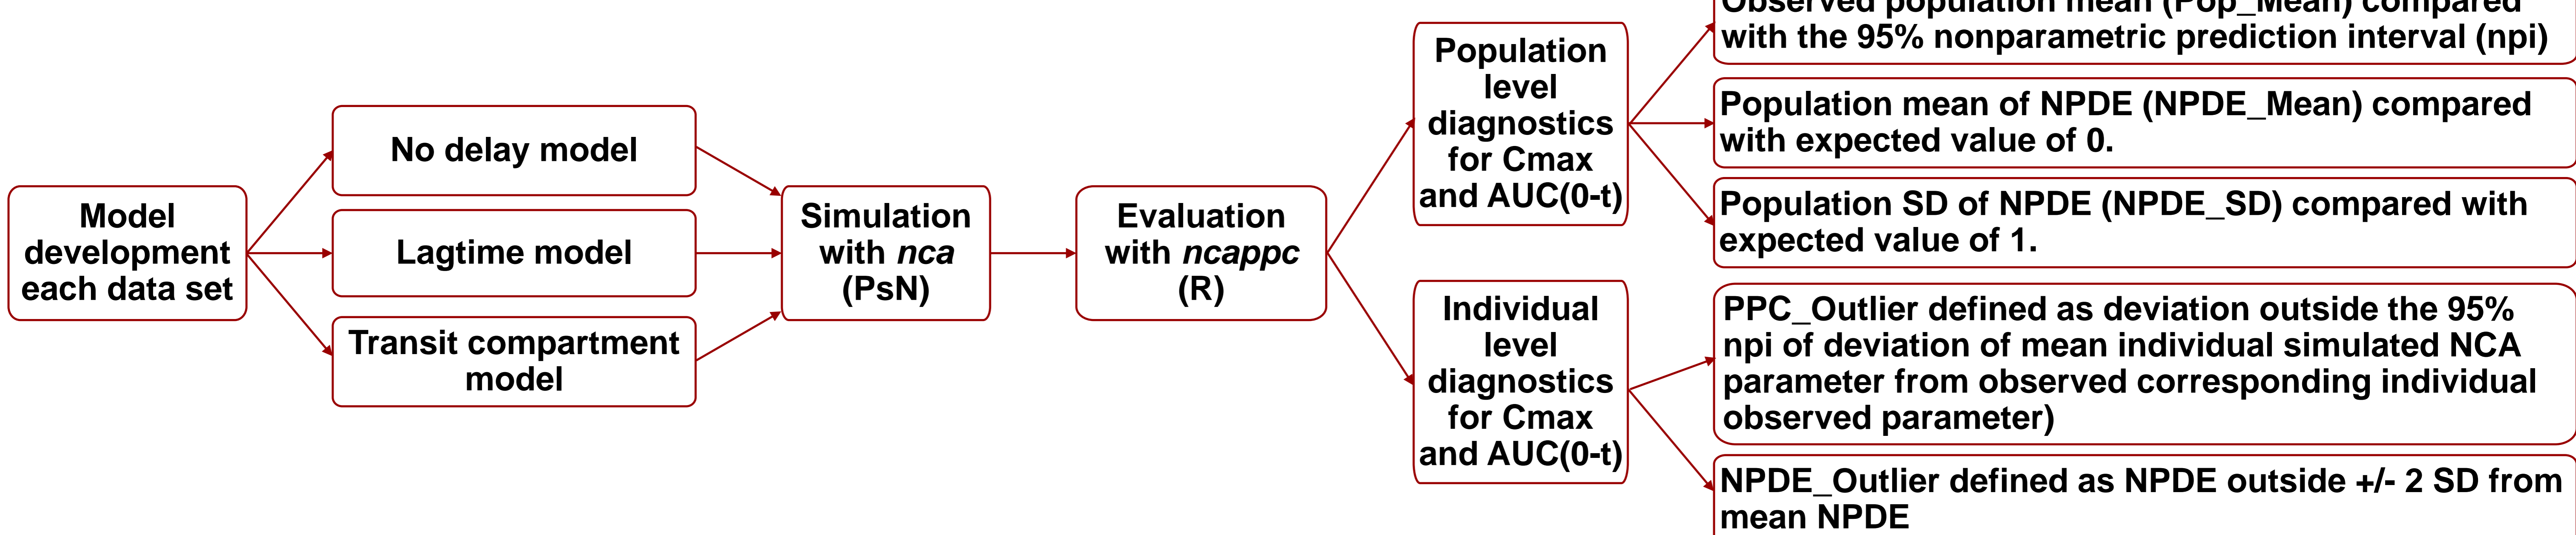 Model
development
each data set
No delay model
Lagtime model
Transit compartment
model
Simulation
with nca
(PsN)
Evaluation
with ncappc
(R)
Population
level
diagnostics
for Cmax
and AUC(0-t)
Individual
level
diagnostics
for Cmax
and AUC(0-t)
Observed population mean (Pop_Mean) compared
with the 95% nonparametric prediction interval (npi)
Population mean of NPDE (NPDE_Mean) compared
with expected value of 0.
Population SD of NPDE (NPDE_SD) compared with
expected value of 1.
PPC_Outlier defined as deviation outside the 95%
npi of deviation of mean individual simulated NCA
parameter from observed corresponding individual
observed parameter)
NPDE_Outlier defined as NPDE outside +/- 2 SD from
mean NPDE